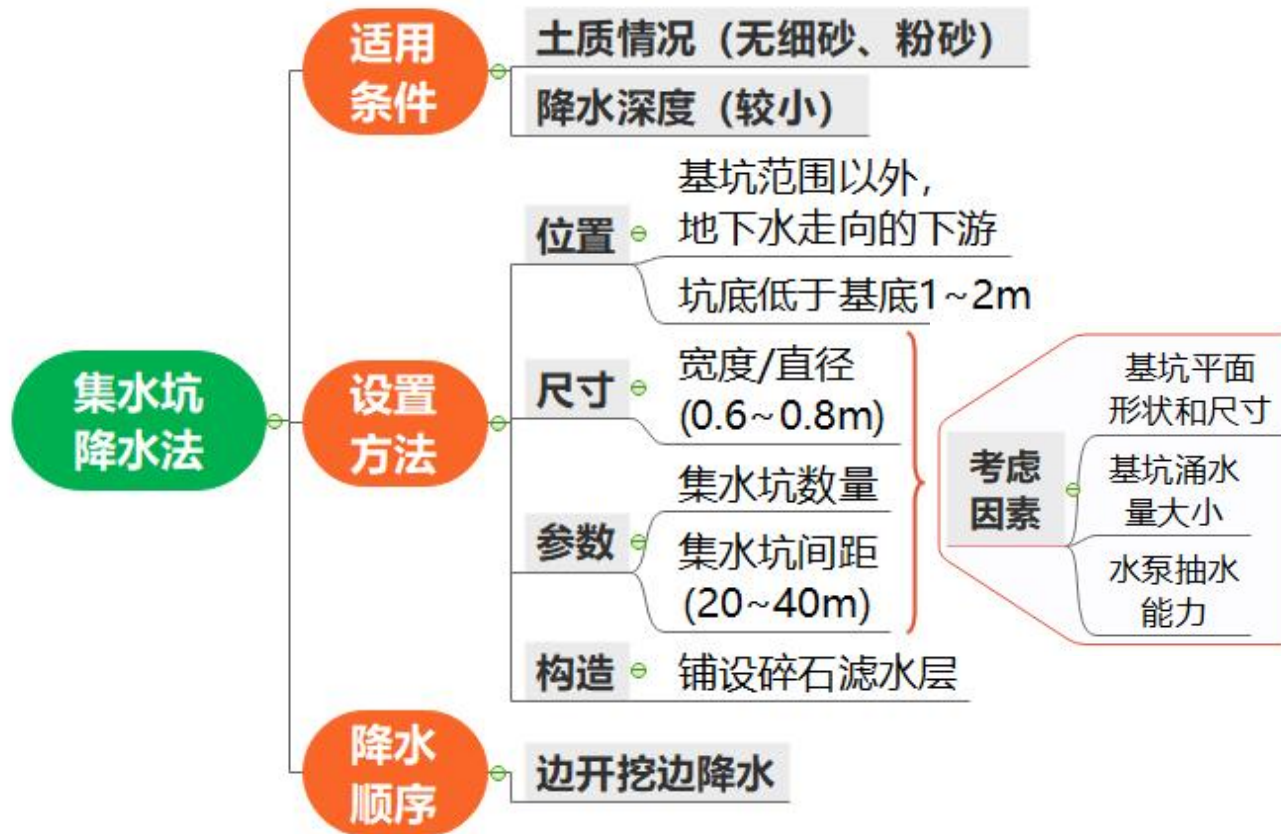 集水坑
降水法
适用
条件
土质情况（无细砂、粉砂）
降水深度（较小）
设置
方法
位置
基坑范围以外，
地下水走向的下游
坑底低于基底1~2m
尺寸
宽度/直径
(0.6~0.8m)
参数
集水坑数量
集水坑间距
(20~40m)
构造
铺设碎石滤水层
考虑
因素
基坑平面
形状和尺寸
基坑涌水
量大小
水泵抽水
能力
降水
顺序
边开挖边降水